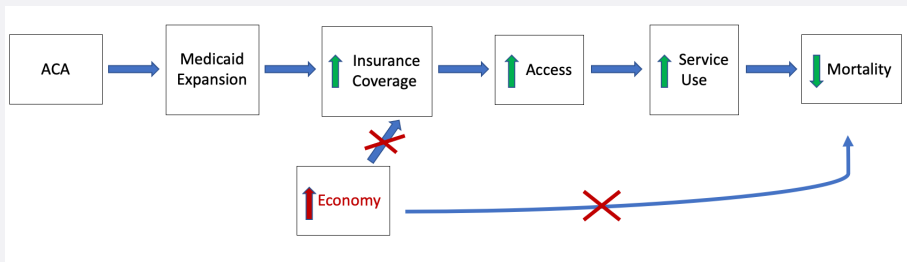 ACA
Medicaid
Expansion
Insurance
Coverage
Access
Service
Use
Mortality
Economy